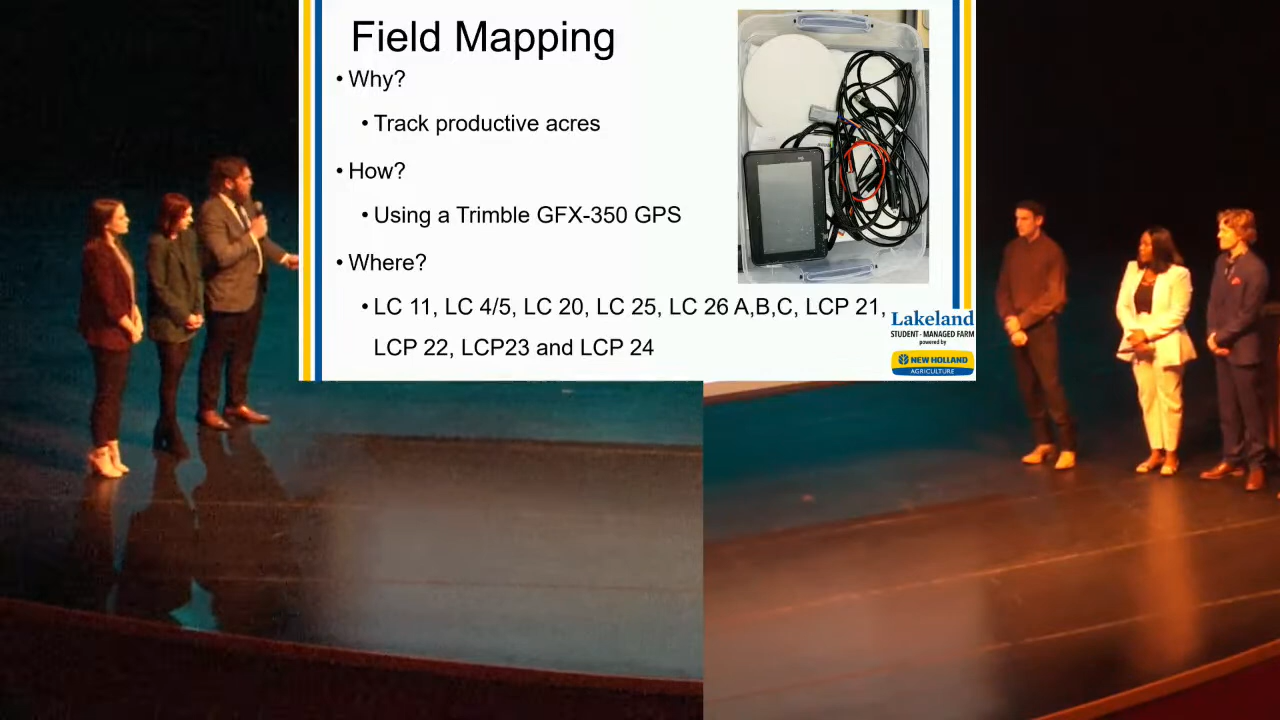 Field Mapping
• Why?
• Track productive acres
• How?
• Using a Trimble GFX-350 GPS
• Where?
• LC 11, LC 4/5, LC 20, LC 25, LC 26 A,B,C, LCP 21,
LCP 22, LCP23 and LCP 24
Lakeland
STUDENT - MANAGED FARM
powered by
NEW HOLLAND
AGRICULTURE